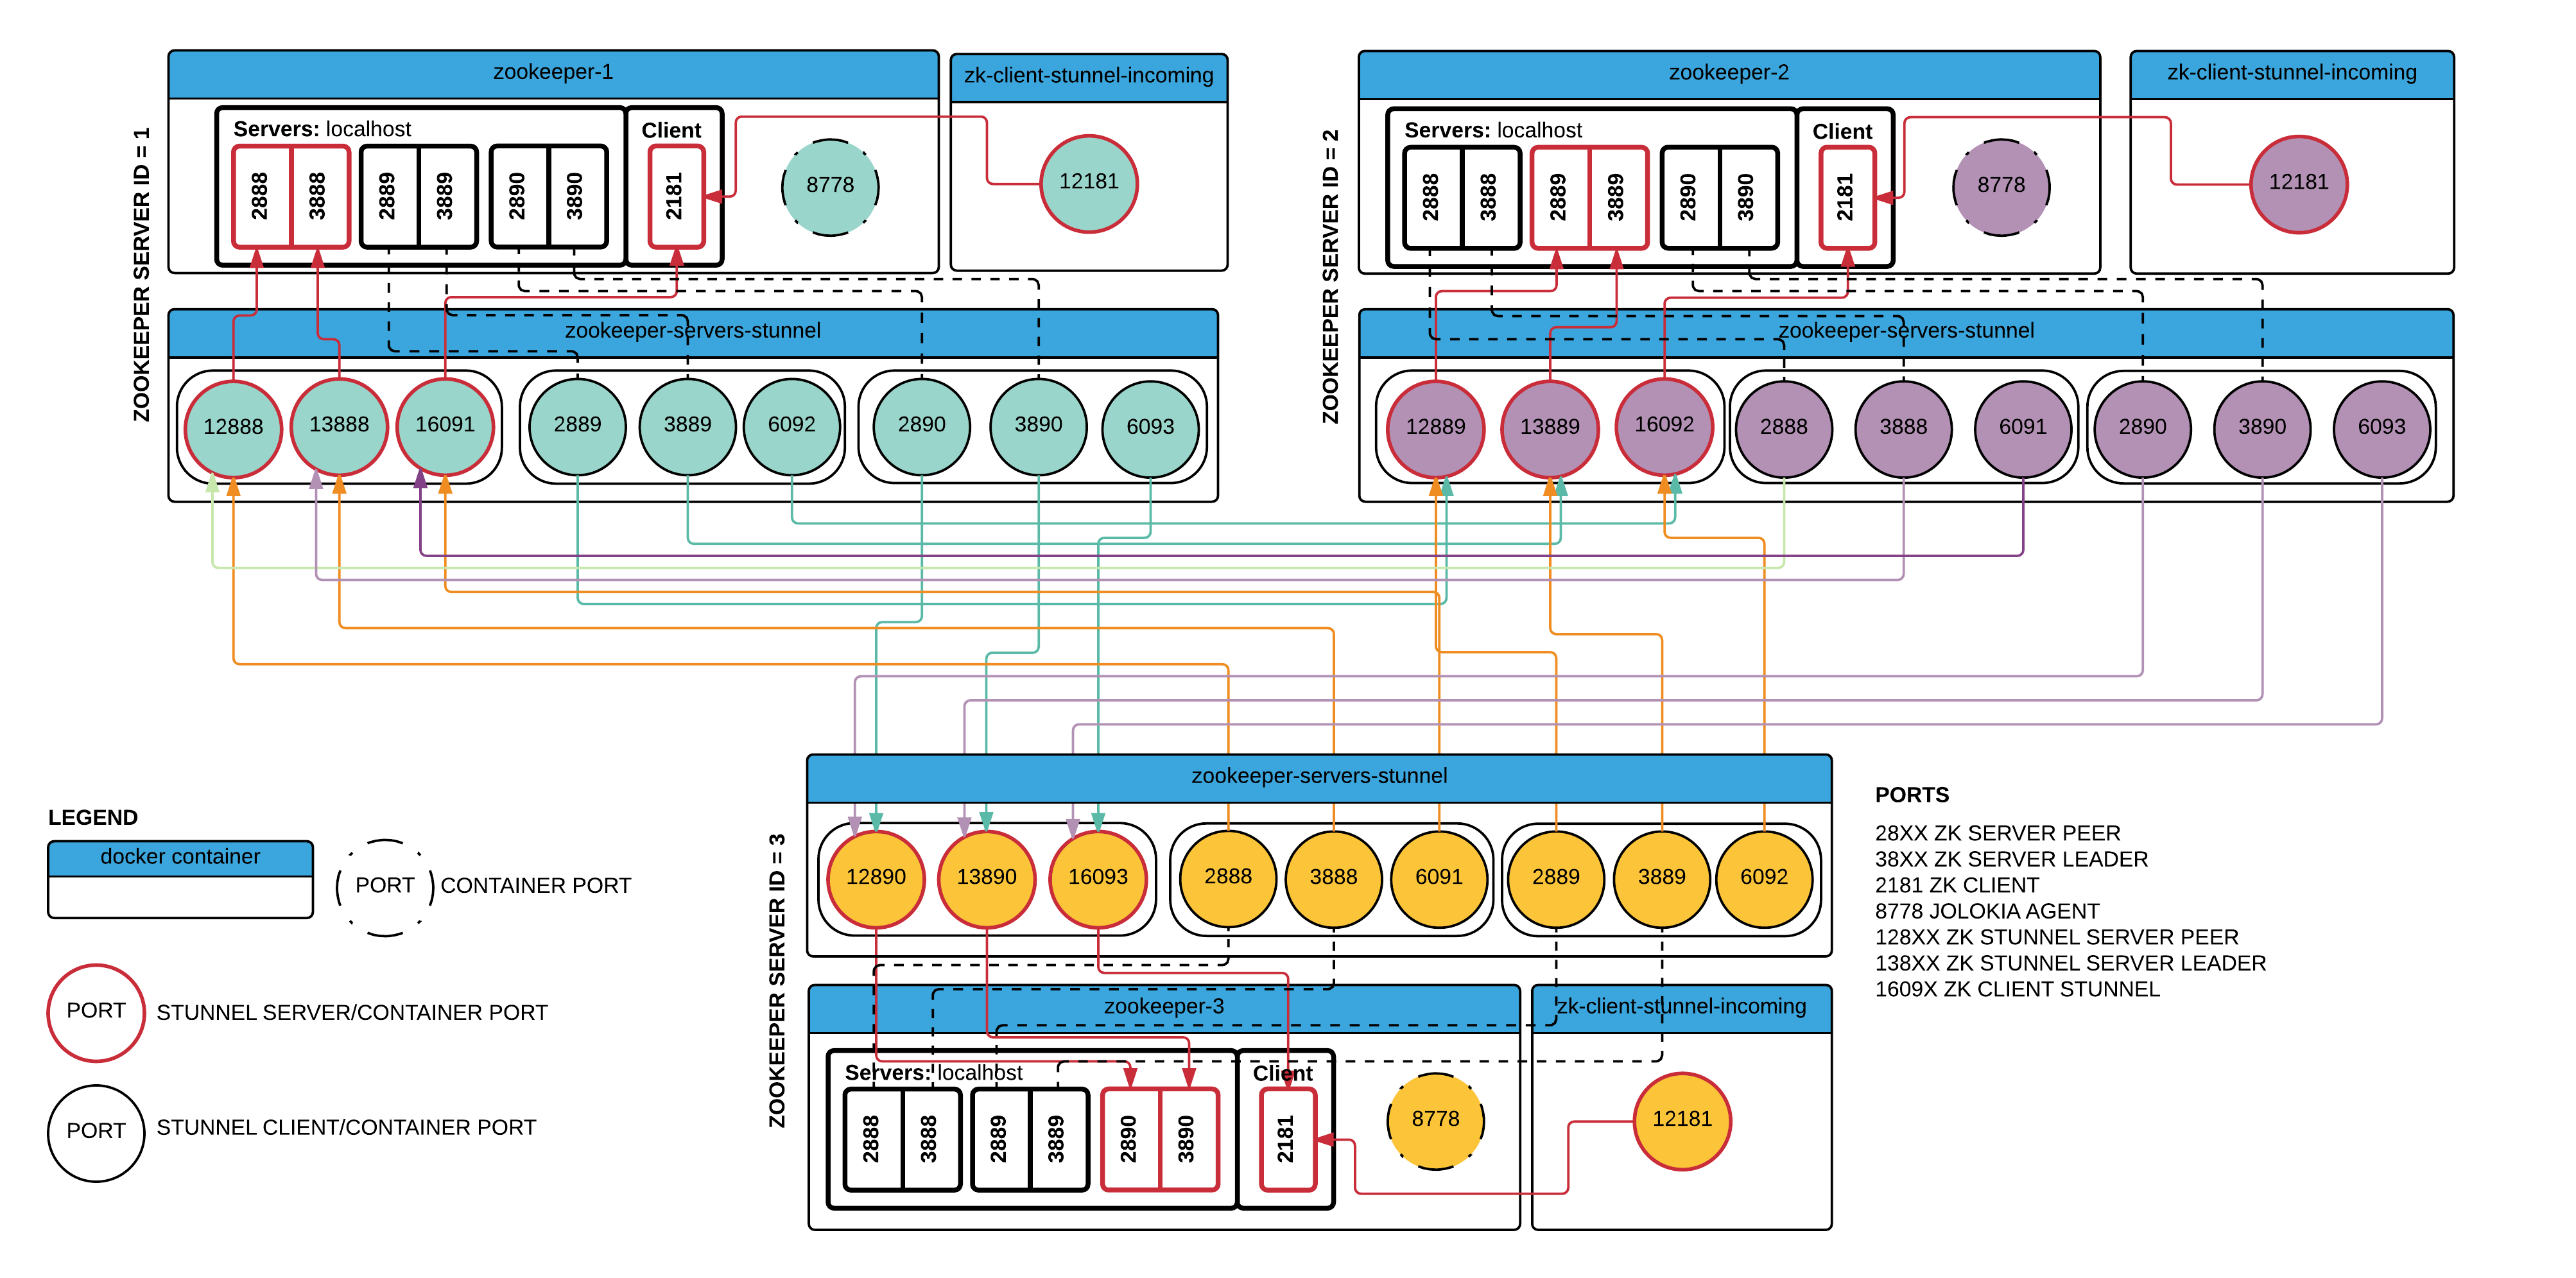 ZOOKEEPER SERVER ID = 1
zookeeper-1
zk-client-stunnel-incoming
Servers: localhost
Client
2888
3888
2889
3889
2890
3890
2181
8778
12181
zookeeper-servers-stunnel
12888
13888
16091
2889
3889
6092
2890
3890
6093
ZOOKEEPER SERVER ID = 2
zookeeper-2
zk-client-stunnel-incoming
Servers: localhost
Client
2888
3888
2889
3889
2890
3890
2181
8778
12181
zookeeper-servers-stunnel
12889
13889
16092
2888
3888
6091
2890
3890
6093
ZOOKEEPER SERVER ID = 3
zookeeper-servers-stunnel
12890
13890
16093
2888
3888
6091
2889
3889
6092
zookeeper-3
zk-client-stunnel-incoming
Servers: localhost
Client
2888
3888
2889
3889
2890
3890
2181
8778
12181
LEGEND
docker container
PORT
CONTAINER PORT
PORT
STUNNEL SERVER/CONTAINER PORT
PORT
STUNNEL CLIENT/CONTAINER PORT
PORTS
28XX ZK SERVER PEER
38XX ZK SERVER LEADER
2181 ZK CLIENT
8778 JOLOKIA AGENT
128XX ZK STUNNEL SERVER PEER
138XX ZK STUNNEL SERVER LEADER
1609X ZK CLIENT STUNNEL